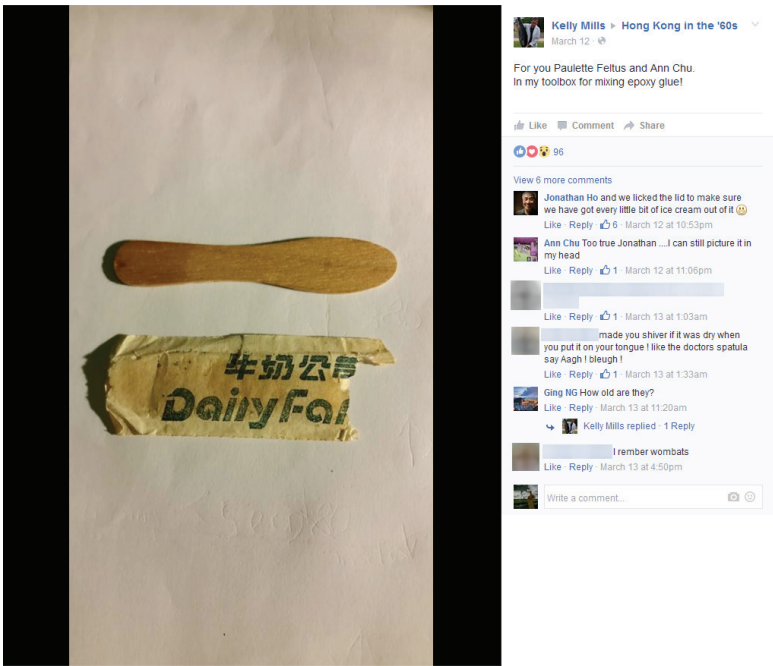 牛奶公
Dairy Far
Kelly Mills ▸ Hong Kong in the '60s
March 12 ·
For you Paulette Feltus and Ann Chu.
In my toolbox for mixing epoxy glue!
Like Comment Share
96
View 6 more comments
Jonathan Ho and we licked the lid to make sure
we have got every little bit of ice cream out of it
Like · Reply · 6 · March 12 at 10:53pm
Ann Chu Too true Jonathan ....I can still picture it in
my head
Like · Reply · 1 · March 12 at 11:06pm
Like · Reply · 1 · March 13 at 1:03am
made you shiver if it was dry when
you put it on your tongue ! like the doctors spatula
say Aagh ! bleugh !
Like · Reply · 1 · March 13 at 1:33am
Ging NG How old are they?
Like · Reply · March 13 at 11:20am
Kelly Mills replied · 1 Reply
I rember wombats
Like · Reply · March 13 at 4:50pm
Write a comment...